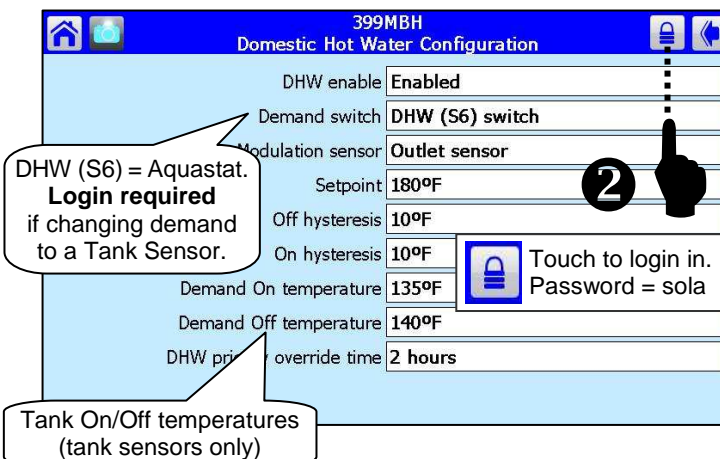 399MBH
Domestic Hot Water Configuration
DHW enable Enabled
Demand switch DHW (S6) switch
Modulation sensor Outlet sensor
Setpoint 180ºF
Off hysteresis 10ºF
On hysteresis 10ºF
Demand On temperature 135ºF
Demand Off temperature 140ºF
DHW priority override time 2 hours
DHW (S6) = Aquastat.
Login required
if changing demand
to a Tank Sensor.
2
Touch to login in.
Password = sola
Tank On/Off temperatures
(tank sensors only)